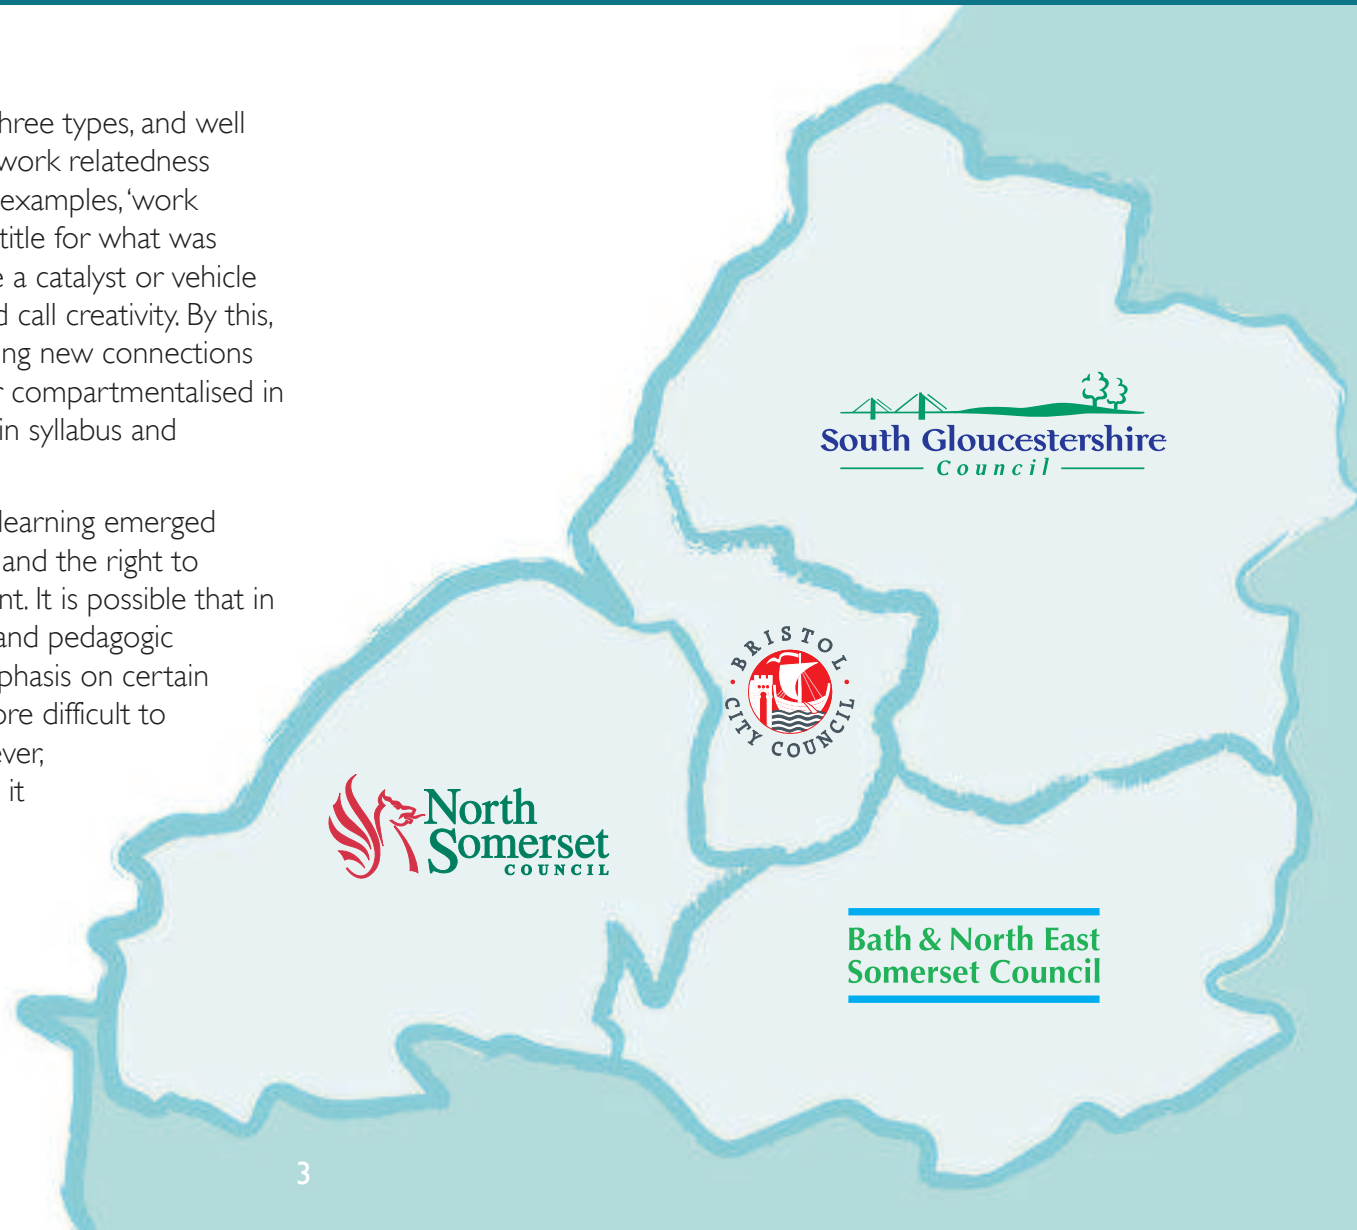 hree types, and well
work relatedness
examples, ‘work
title for what was
e a catalyst or vehicle
d call creativity. By this,
ng new connections
r compartmentalised in
in syllabus and
learning emerged
and the right to
nt. It is possible that in
and pedagogic
phasis on certain
ore difficult to
ever,
it
South Gloucestershire
Council
BRISTOL
CITY COUNCIL
North
Somerset
COUNCIL
Bath & North East
Somerset Council
3